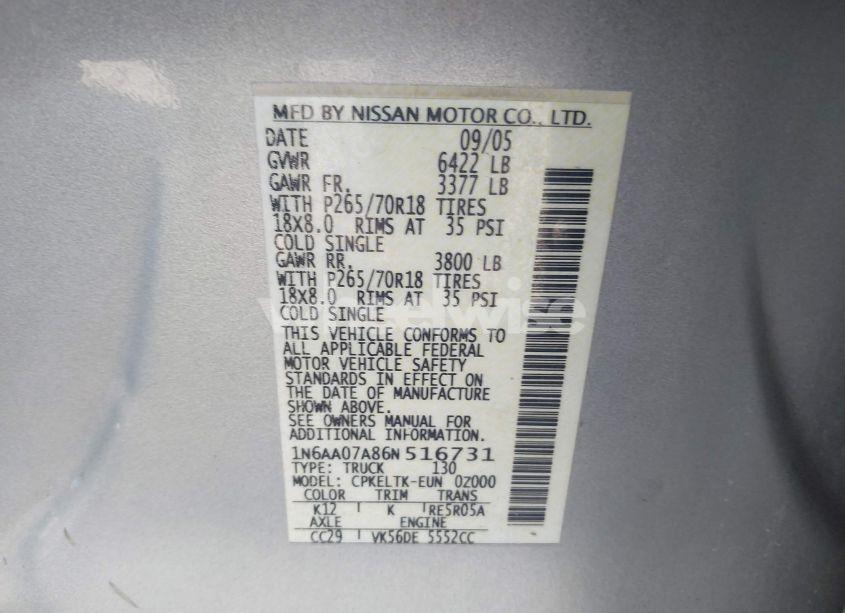 MFD BY NISSAN MOTOR CO., LTD.
DATE 09/05
GVWR 6422 LB
GAWR FR. 3377 LB
WITH P265/70R18 TIRES
18X8.0 RIMS AT 35 PSI
COLD SINGLE
GAWR RR. 3800 LB
WITH P265/70R18 TIRES
18X8.0 RIMS AT 35 PSI
COLD SINGLE
THIS VEHICLE CONFORMS TO
ALL APPLICABLE FEDERAL
MOTOR VEHICLE SAFETY
STANDARDS IN EFFECT ON
THE DATE OF MANUFACTURE
SHOWN ABOVE.
SEE OWNERS MANUAL FOR
ADDITIONAL INFORMATION.
1N6AA07A86N516731
TYPE: TRUCK 130
MODEL: CPKELTK-EUN 0Z000
COLOR TRIM TRANS
K12 K RE5R05A
AXLE ENGINE
CC29 VK56DE 5552CC